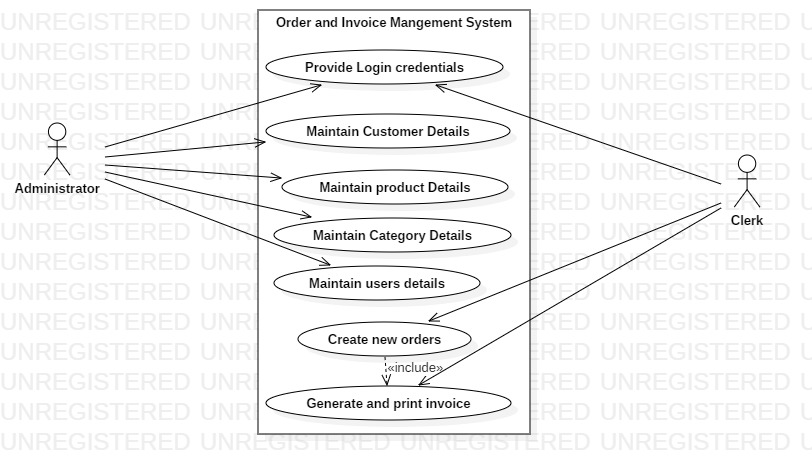 Order and Invoice Mangement System
Provide Login credentials
Maintain Customer Details
Maintain product Details
Administrator
Clerk
Maintain Category Details
Maintain users details
Create new orders
«include»
Generate and print invoice
UNREGISTERED